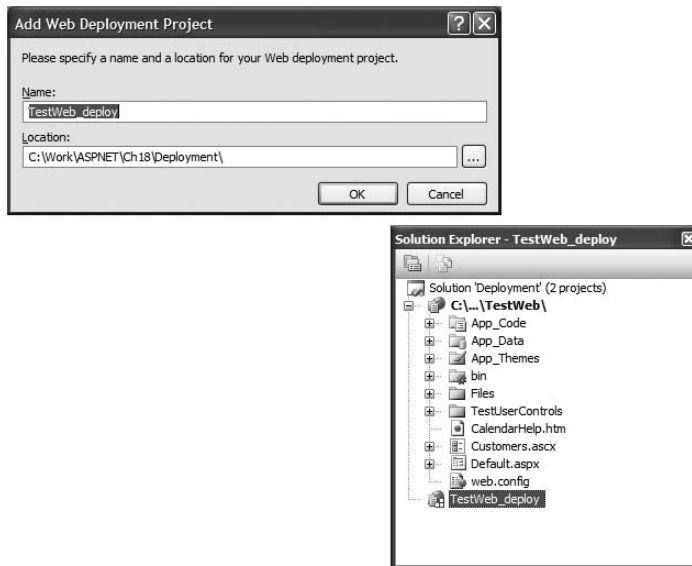 Add Web Deployment Project
Please specify a name and a location for your Web deployment project.
Name:
TestWeb_deploy
Location:
C:\Work\ASPNET\Ch18\Deployment\
...
OK
Cancel
Solution Explorer - TestWeb_deploy
Solution 'Deployment' (2 projects)
C:\...\TestWeb\
App_Code
App_Data
App_Themes
bin
Files
TestUserControls
CalendarHelp.htm
Customers.ascx
Default.aspx
web.config
TestWeb_deploy